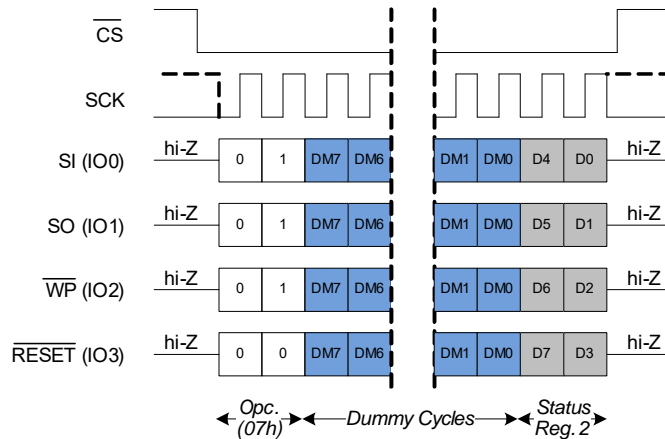 CS
SCK
SI (IO0) hi-Z 0 1 DM7 DM6 DM1 DM0 D4 D0 hi-Z
SO (IO1) hi-Z 0 1 DM7 DM6 DM1 DM0 D5 D1 hi-Z
WP (IO2) hi-Z 0 1 DM7 DM6 DM1 DM0 D6 D2 hi-Z
RESET (IO3) hi-Z 0 0 DM7 DM6 DM1 DM0 D7 D3 hi-Z
Opc. (07h)
Dummy Cycles
Status Reg. 2